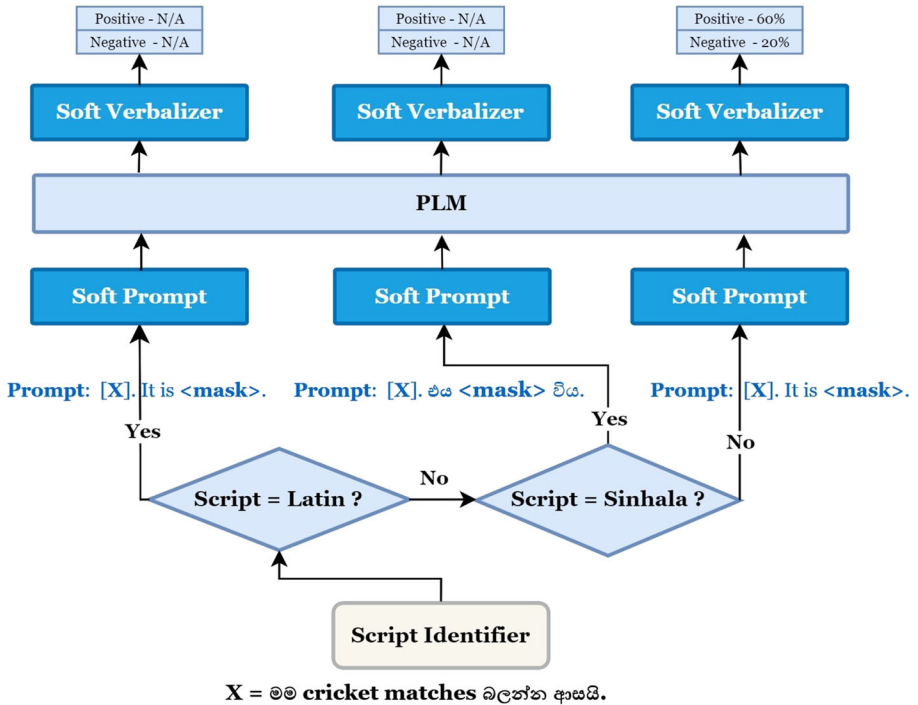 Positive - N/A
Negative - N/A
Positive - N/A
Negative - N/A
Positive - 60%
Negative - 20%
Soft Verbalizer
Soft Verbalizer
Soft Verbalizer
PLM
Soft Prompt
Soft Prompt
Soft Prompt
Prompt: [X]. It is <mask>.
Prompt: [X]. එය <mask> විය.
Prompt: [X]. It is <mask>.
Yes
Yes
No
No
Script = Latin ?
Script = Sinhala ?
Script Identifier
X = මම cricket matches බලන්න ආසයි.